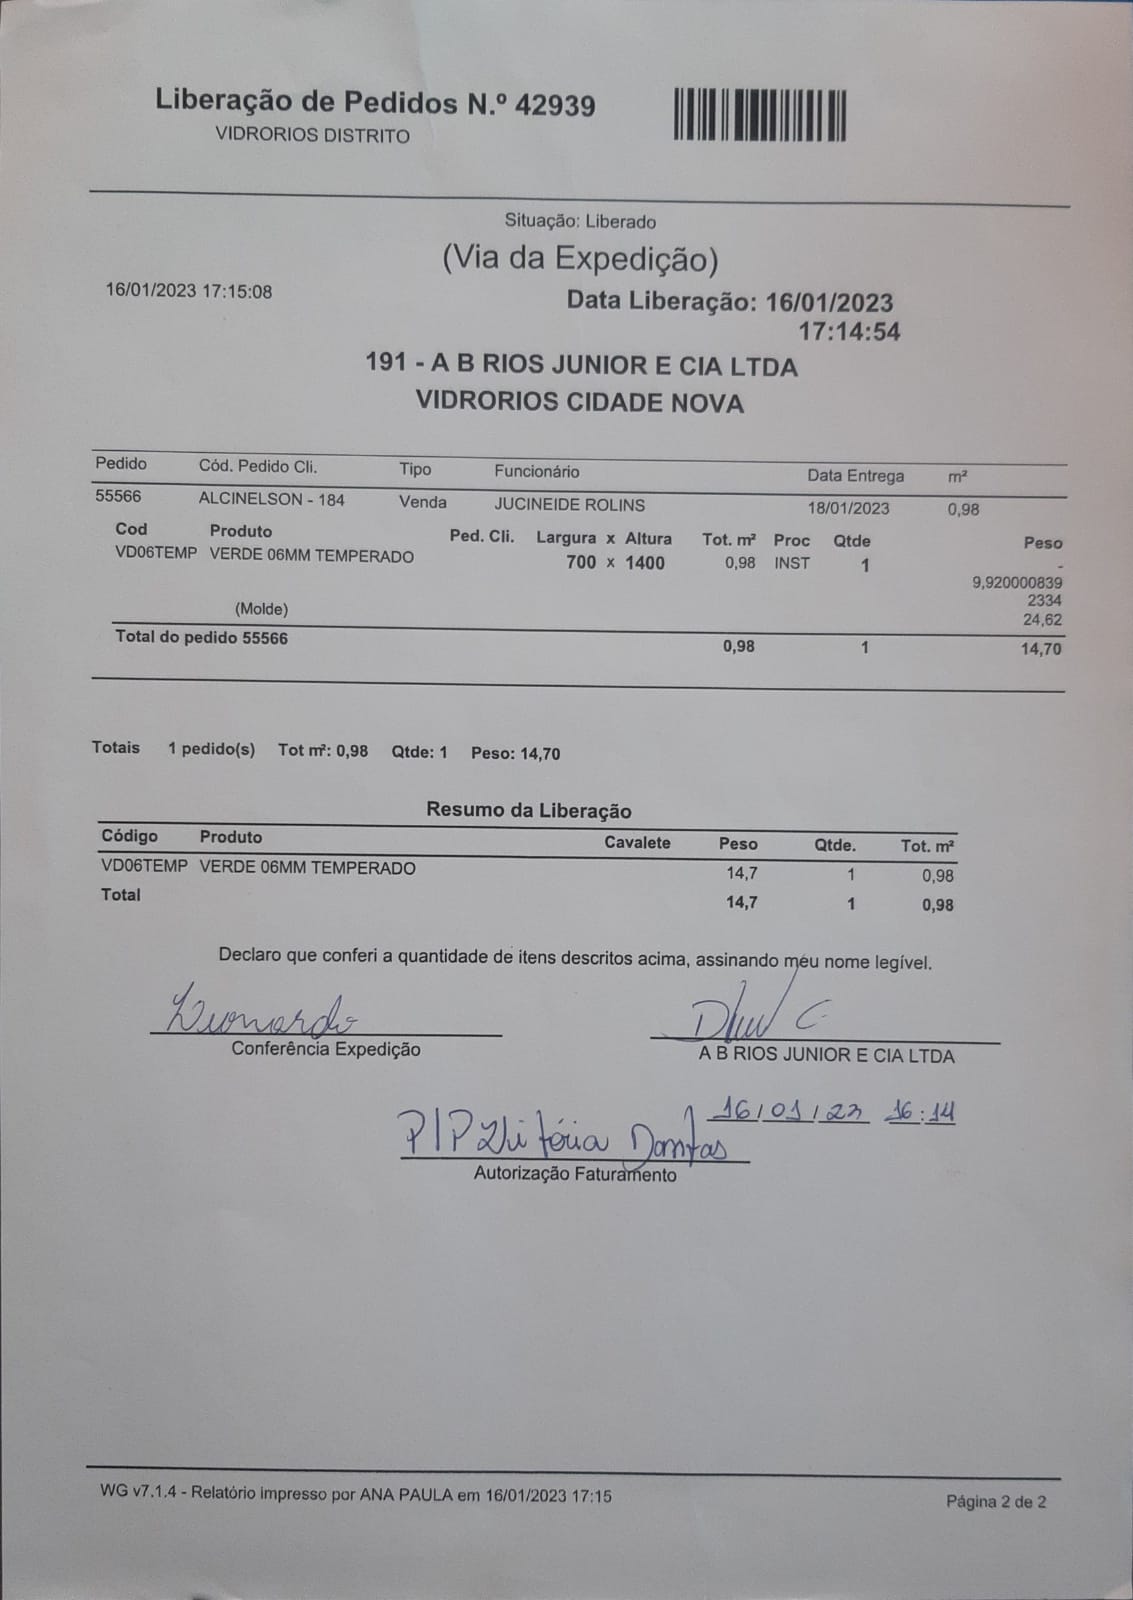 Liberação de Pedidos N.º 42939
VIDRORIOS DISTRITO
Situação: Liberado
(Via da Expedição)
16/01/2023 17:15:08
Data Liberação: 16/01/2023
17:14:54
191 - A B RIOS JUNIOR E CIA LTDA
VIDRORIOS CIDADE NOVA
Pedido Cód. Pedido Cli. Tipo Funcionário Data Entrega m²
55566 ALCINELSON - 184 Venda JUCINEIDE ROLINS 18/01/2023 0,98
Cod Produto Ped. Cli. Largura x Altura Tot. m² Proc Qtde Peso
VD06TEMP VERDE 06MM TEMPERADO 700 x 1400 0,98 INST 1 -
9,920000839
2334
(Molde) 24,62
Total do pedido 55566 0,98 1 14,70
Totais 1 pedido(s) Tot m²: 0,98 Qtde: 1 Peso: 14,70
Resumo da Liberação
Código Produto Cavalete Peso Qtde. Tot. m²
VD06TEMP VERDE 06MM TEMPERADO 14,7 1 0,98
Total 14,7 1 0,98
Declaro que conferi a quantidade de itens descritos acima, assinando meu nome legível.
Leonardo
Conferência Expedição A B RIOS JUNIOR E CIA LTDA
16/01/23 16:14
P/P Vitória Dantas
Autorização Faturamento
WG v7.1.4 - Relatório impresso por ANA PAULA em 16/01/2023 17:15 Página 2 de 2